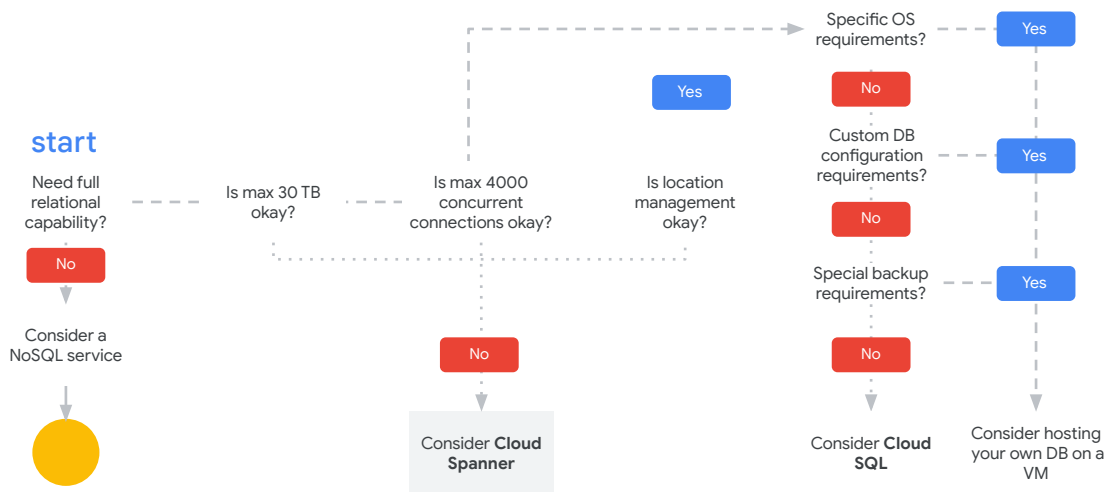 start
Need full
relational
capability?
No
Consider a
NoSQL service
Is max 30 TB
okay?
Is max 4000
concurrent
connections okay?
No
Consider Cloud
Spanner
Yes
Is location
management
okay?
Specific OS
requirements?
Yes
No
Custom DB
configuration
requirements?
Yes
No
Special backup
requirements?
Yes
No
Consider Cloud
SQL
Consider hosting
your own DB on a
VM